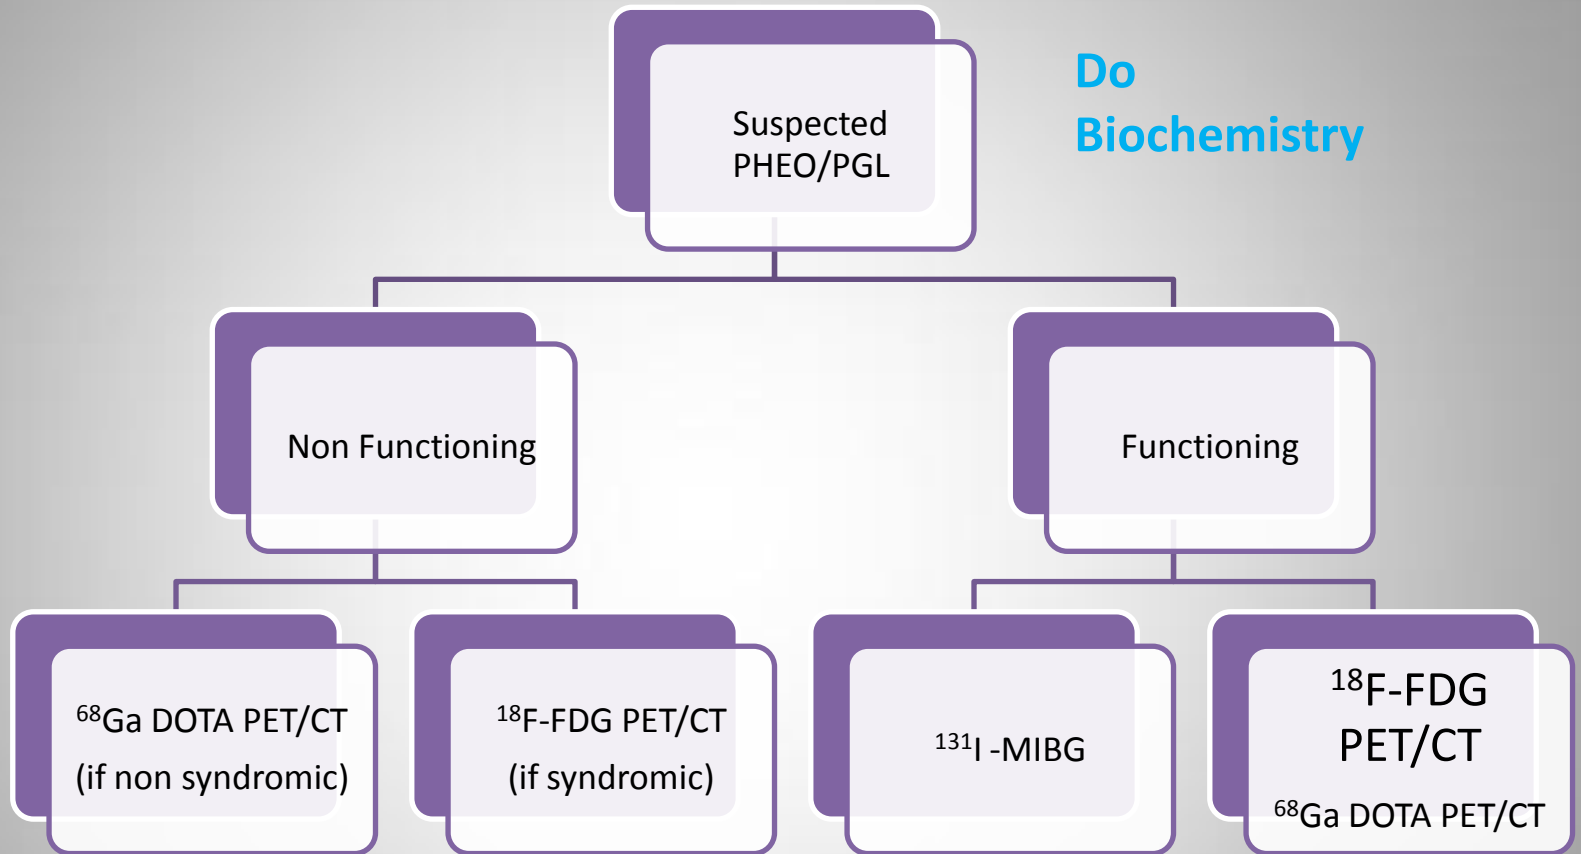 Suspected
PHEO/PGL
Do
Biochemistry
Non Functioning
Functioning
⁶⁸Ga DOTA PET/CT
(if non syndromic)
¹⁸F-FDG PET/CT
(if syndromic)
¹³¹I -MIBG
¹⁸F-FDG
PET/CT
⁶⁸Ga DOTA PET/CT